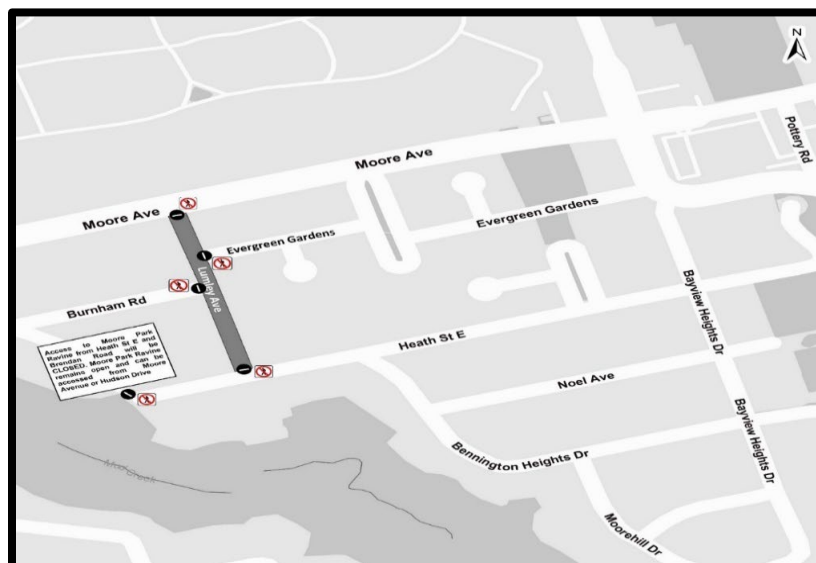 N
Moore Ave
Pottery Rd
Moore Ave
Evergreen Gardens
Evergreen Gardens
Lumley Ave
Burnham Rd
Bayview Heights Dr
Heath St E
Access to Moore Park
Ravine from Heath St E and
Brendan Road will be
CLOSED. Moore Park Ravine
remains open and can be
accessed from Moore
Avenue or Hudson Drive
Noel Ave
Bayview Heights Dr
Bennington Heights Dr
Mud Creek
Moorehill Dr